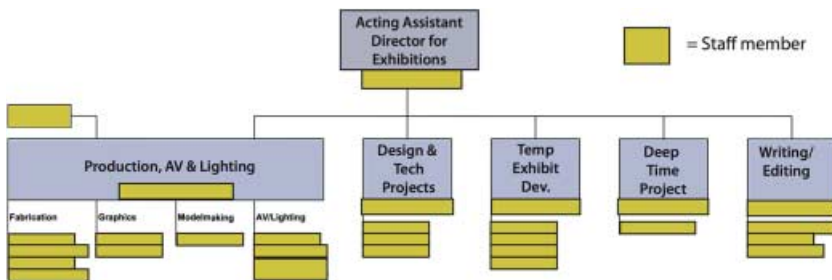 Acting Assistant
Director for
Exhibitions
= Staff member
Production, AV & Lighting
Design &
Tech
Projects
Temp
Exhibit
Dev.
Deep
Time
Project
Writing/
Editing
Fabrication
Graphics
Modelmaking
AV/Lighting